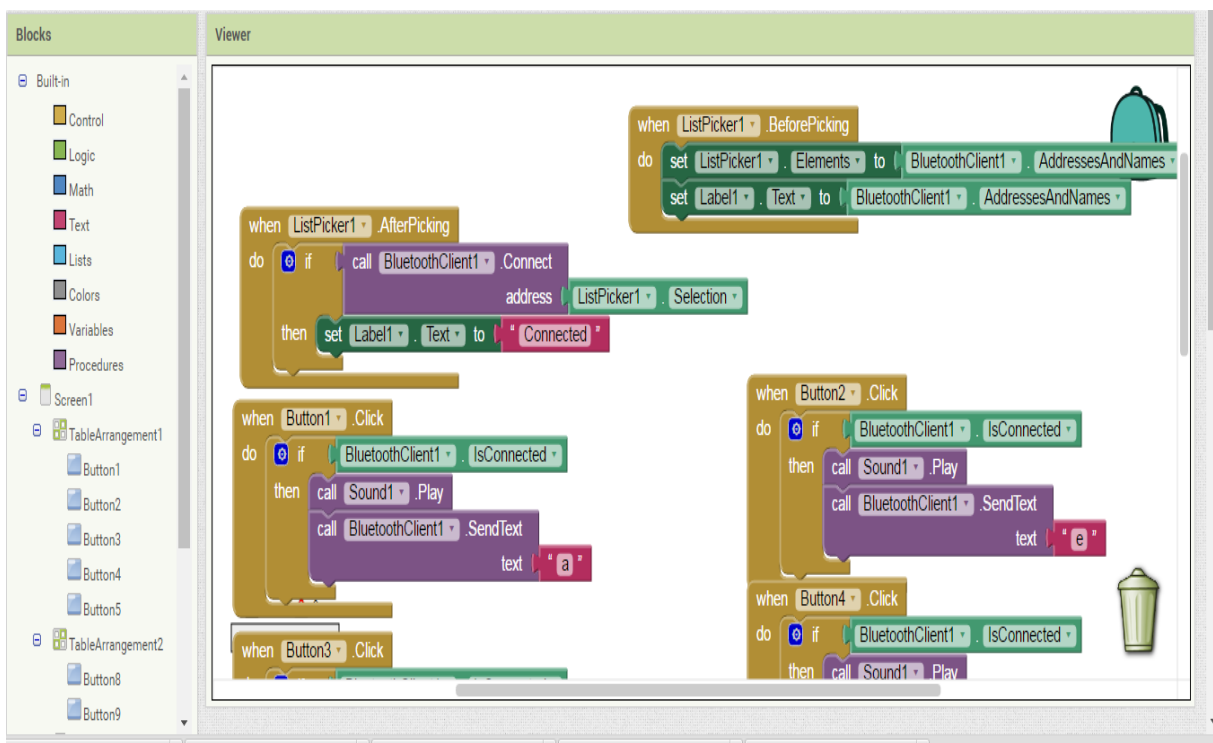 Blocks
Viewer
Built-in
Control
Logic
Math
Text
Lists
Colors
Variables
Procedures
Screen1
TableArrangement1
Button1
Button2
Button3
Button4
Button5
TableArrangement2
Button8
Button9
when ListPicker1 .BeforePicking
do set ListPicker1 . Elements to BluetoothClient1 . AddressesAndNames
set Label1 . Text to BluetoothClient1 . AddressesAndNames
when ListPicker1 .AfterPicking
do if call BluetoothClient1 .Connect
address ListPicker1 . Selection
then set Label1 . Text to " Connected "
when Button1 .Click
do if BluetoothClient1 . IsConnected
then call Sound1 .Play
call BluetoothClient1 .SendText
text " a "
when Button2 .Click
do if BluetoothClient1 . IsConnected
then call Sound1 .Play
call BluetoothClient1 .SendText
text " e "
when Button3 .Click
when Button4 .Click
do if BluetoothClient1 . IsConnected
then call Sound1 .Play